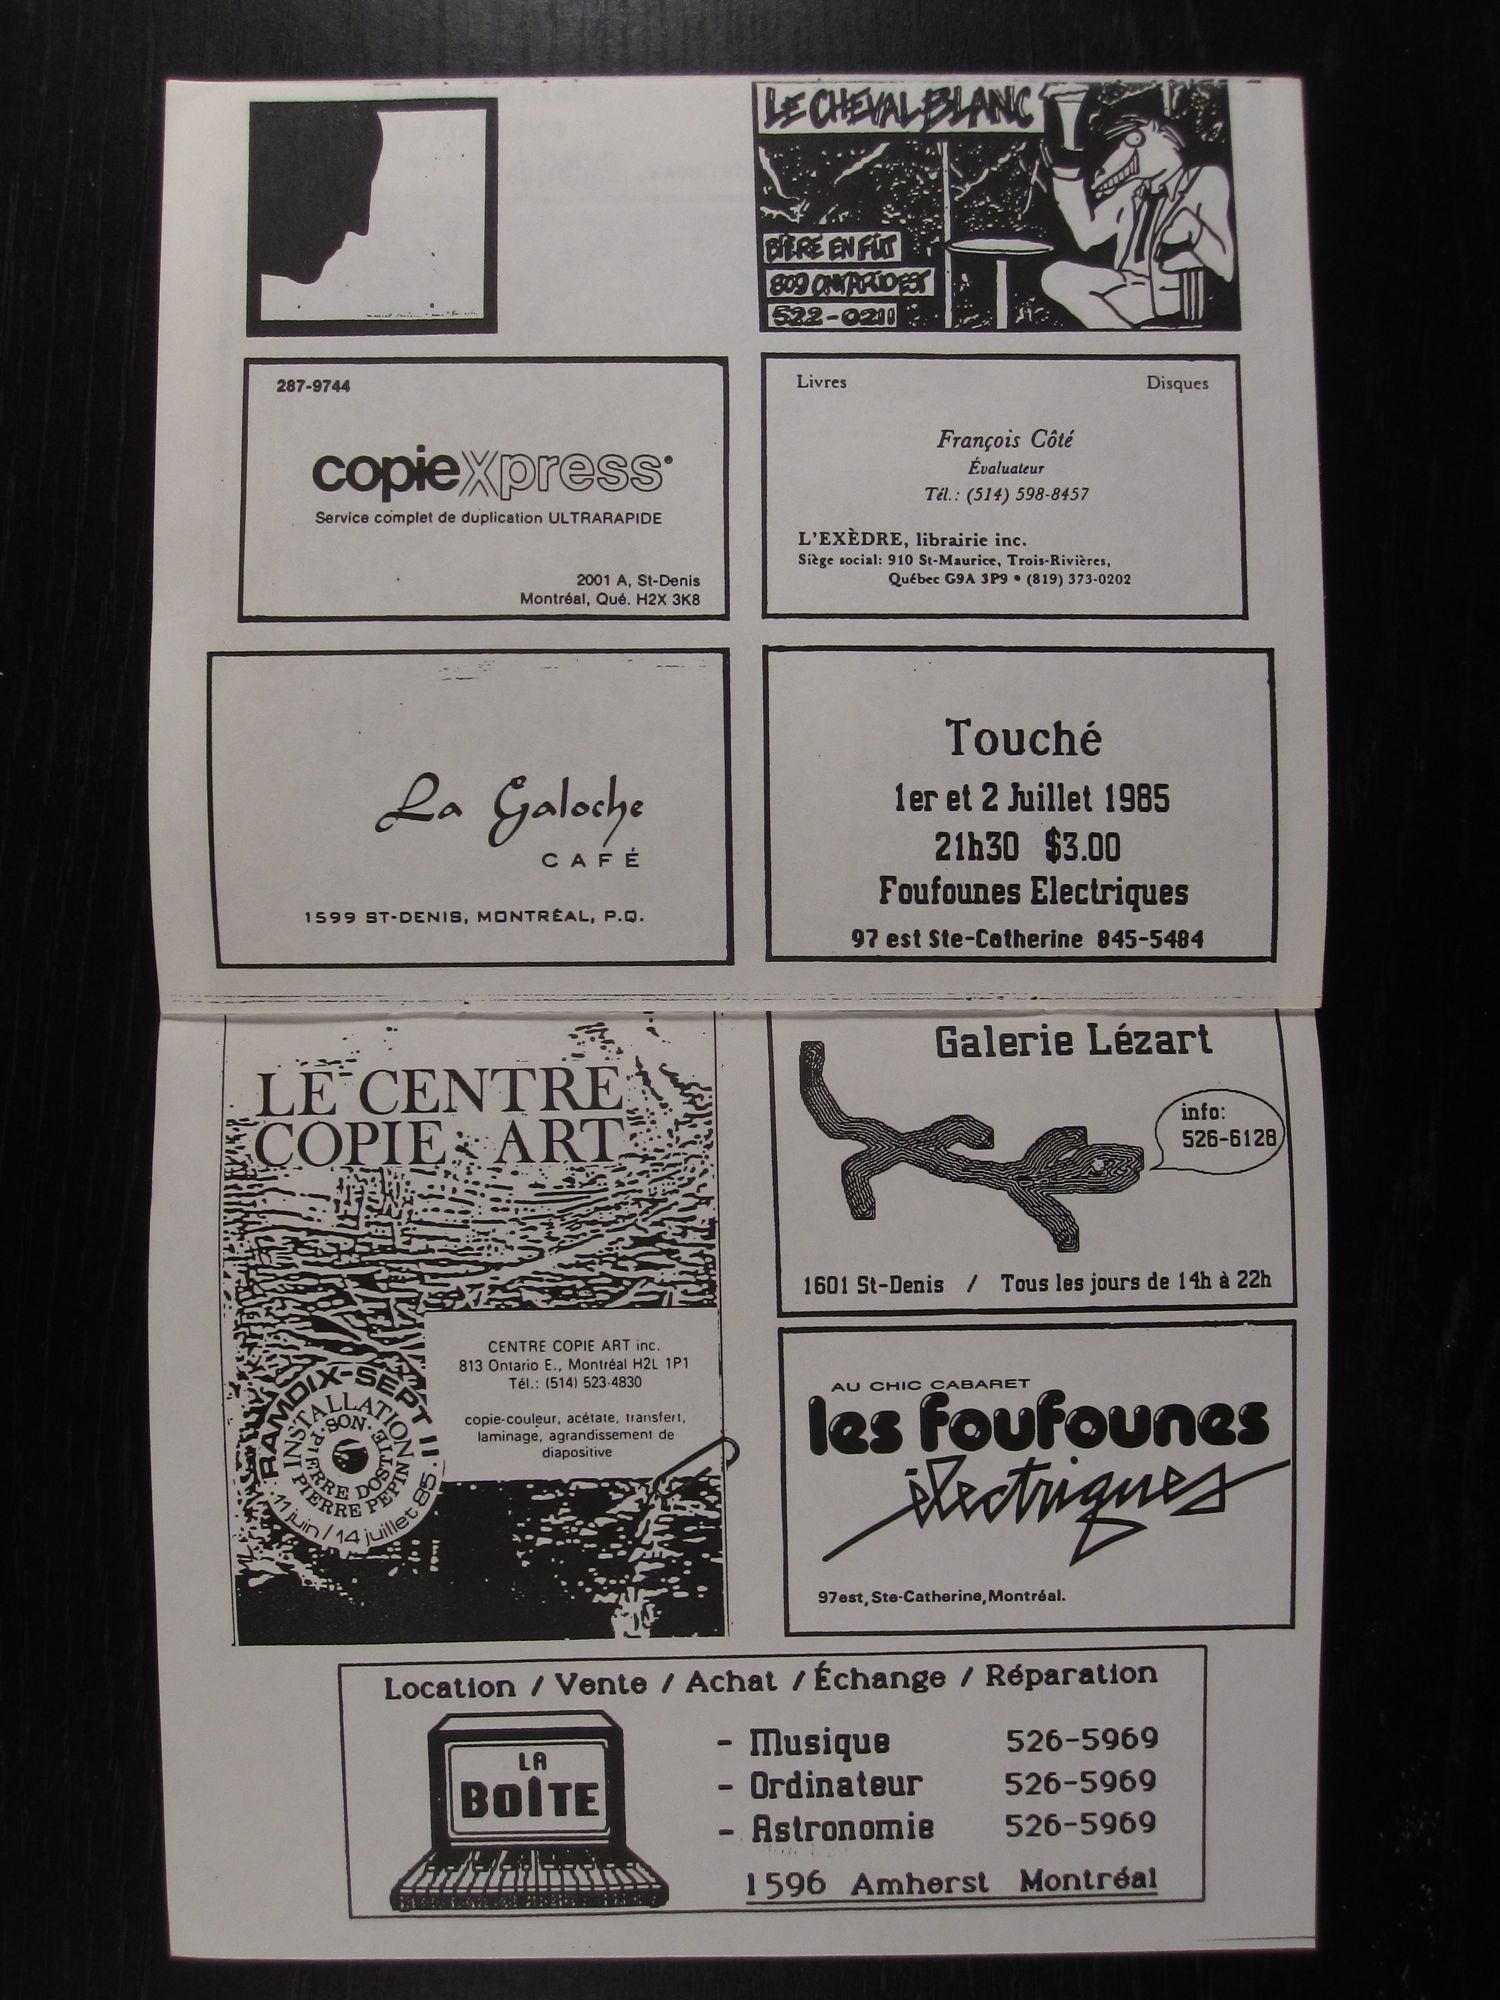 LE CHEVAL BLANC
BIÈRE EN FÛT
809 ONTARIO EST
522-0211
287-9744
copieXpress
Service complet de duplication ULTRARAPIDE
2001 A, St-Denis
Montréal, Qué. H2X 3K8
Livres Disques
François Côté
Évaluateur
Tél.: (514) 598-8457
L'EXÈDRE, librairie inc.
Siège social: 910 St-Maurice, Trois-Rivières,
Québec G9A 3P9 • (819) 373-0202
La Galoche
CAFÉ
1599 ST-DENIS, MONTRÉAL, P.Q.
Touché
1er et 2 Juillet 1985
21h30 $3.00
Foufounes Electriques
97 est Ste-Catherine 845-5484
LE CENTRE
COPIE ART
CENTRE COPIE ART inc.
813 Ontario E., Montréal H2L 1P1
Tél.: (514) 523-4830
copie-couleur, acétate, transfert,
laminage, agrandissement de
diapositive
RAMDIX-SEPT II
INSTALLATION
SON
PIERRE DOSTIE
PIERRE PEPIN
11 juin / 14 juillet 85
Galerie Lézart
info:
526-6128
1601 St-Denis / Tous les jours de 14h à 22h
AU CHIC CABARET
les foufounes
électriques
97est, Ste-Catherine, Montréal.
Location / Vente / Achat / Échange / Réparation
LA
BOÎTE
- Musique 526-5969
- Ordinateur 526-5969
- Astronomie 526-5969
1596 Amherst Montréal